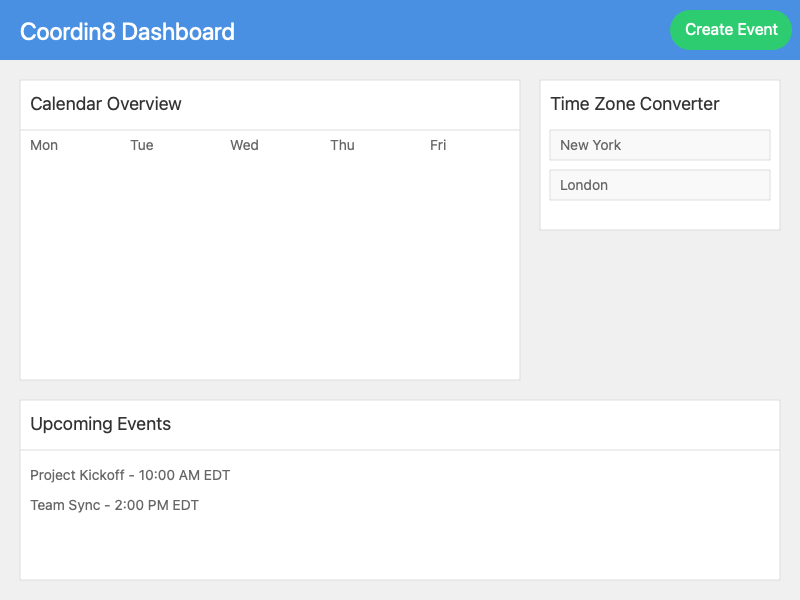 Coordin8 Dashboard
Create Event
Calendar Overview
Mon Tue Wed Thu Fri
Time Zone Converter
New York
London
Upcoming Events
Project Kickoff - 10:00 AM EDT
Team Sync - 2:00 PM EDT